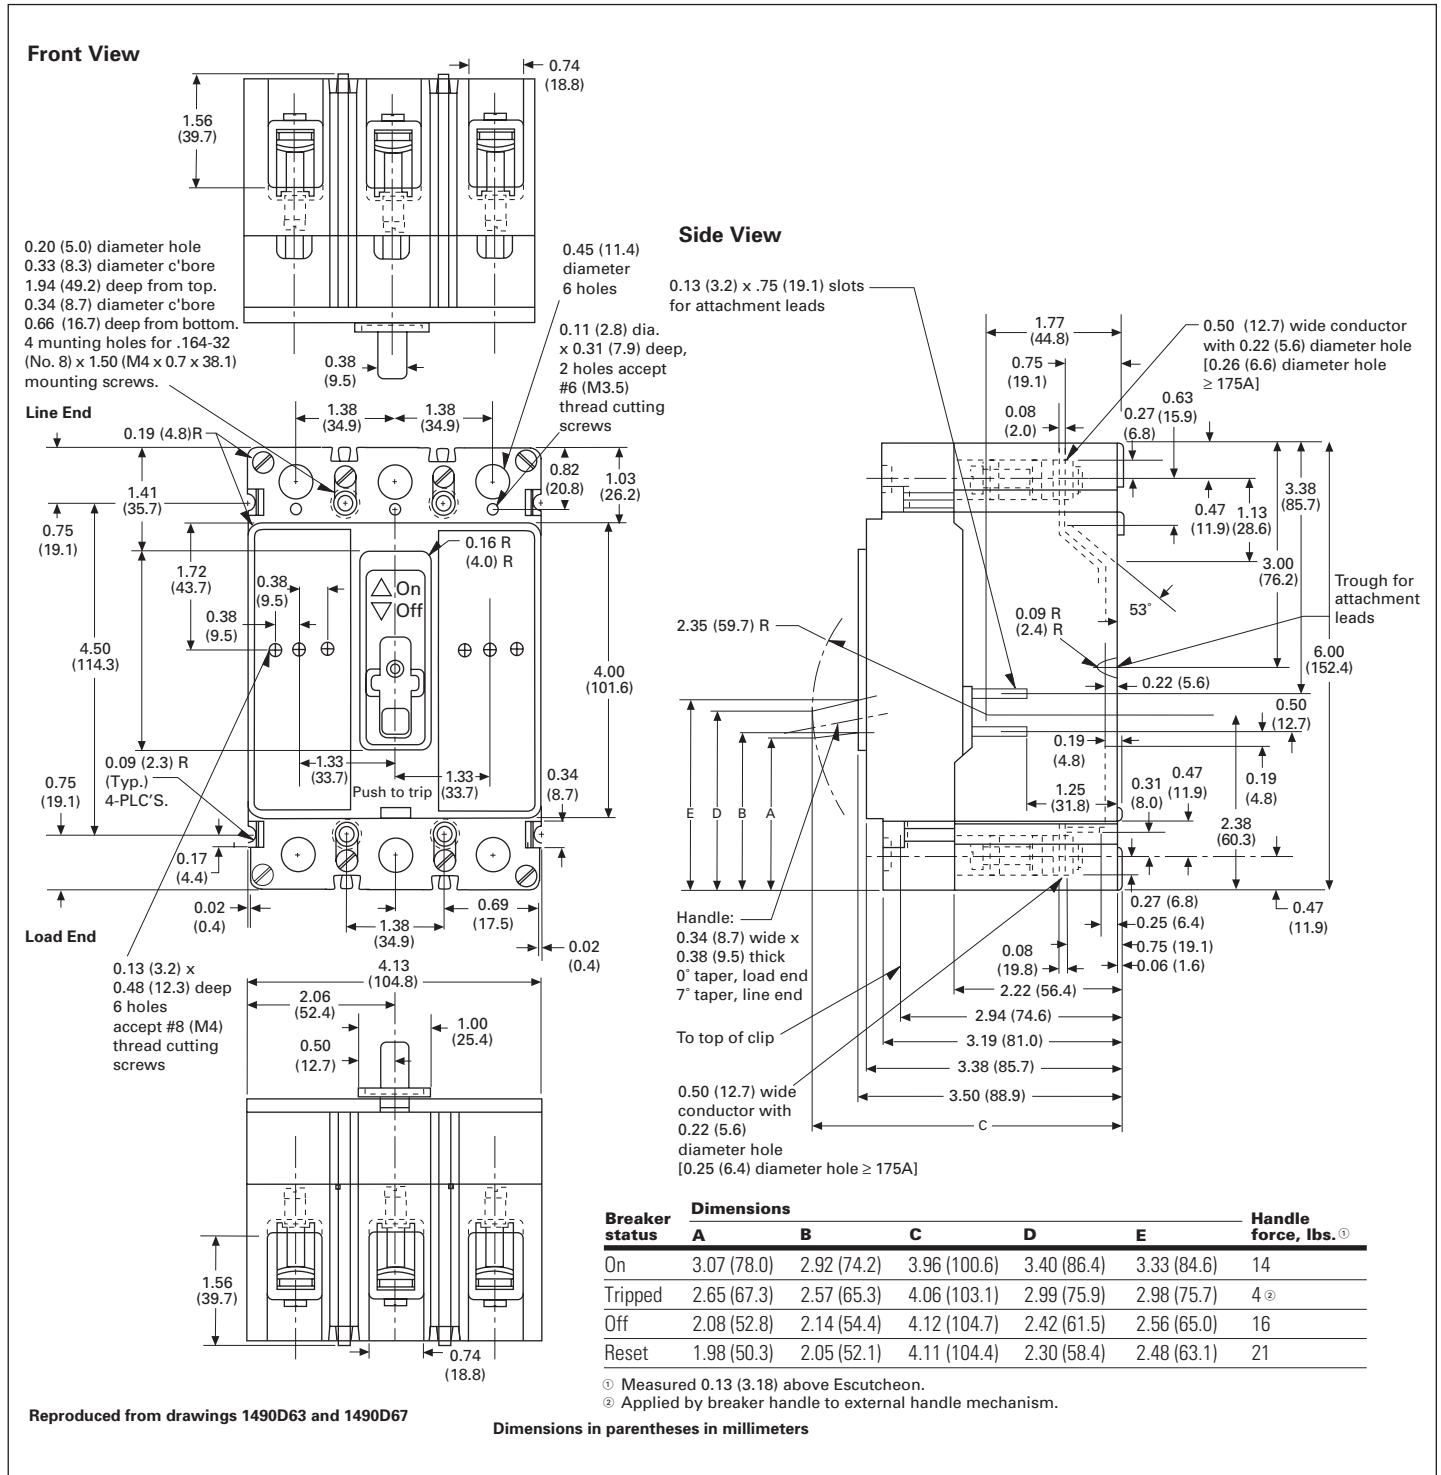 Front View
0.74
(18.8)
1.56
(39.7)
0.20 (5.0) diameter hole
0.33 (8.3) diameter c'bore
1.94 (49.2) deep from top.
0.34 (8.7) diameter c'bore
0.66 (16.7) deep from bottom.
4 munting holes for .164-32
(No. 8) x 1.50 (M4 x 0.7 x 38.1)
mounting screws.
0.45 (11.4)
diameter
6 holes
0.11 (2.8) dia.
x 0.31 (7.9) deep,
2 holes accept
#6 (M3.5)
thread cutting
screws
0.38
(9.5)
1.38
(34.9)
1.38
(34.9)
Line End
0.19 (4.8)R
1.41
(35.7)
0.82
(20.8)
1.03
(26.2)
0.75
(19.1)
1.72
(43.7)
0.38
(9.5)
0.38
(9.5)
0.16 R
(4.0) R
On
Off
4.50
(114.3)
4.00
(101.6)
0.09 (2.3) R
(Typ.)
4-PLC'S.
1.33
(33.7)
1.33
(33.7)
Push to trip
0.75
(19.1)
0.34
(8.7)
0.17
(4.4)
0.02
(0.4)
1.38
(34.9)
0.69
(17.5)
0.02
(0.4)
Load End
0.13 (3.2) x
0.48 (12.3) deep
6 holes
accept #8 (M4)
thread cutting
screws
4.13
(104.8)
2.06
(52.4)
0.50
(12.7)
1.00
(25.4)
1.56
(39.7)
0.74
(18.8)
Side View
0.13 (3.2) x .75 (19.1) slots
for attachment leads
1.77
(44.8)
0.75
(19.1)
0.08
(2.0)
0.50 (12.7) wide conductor
with 0.22 (5.6) diameter hole
[0.26 (6.6) diameter hole
≥ 175A]
0.63
(15.9)
0.27
(6.8)
3.38
(85.7)
0.47
(11.9)
1.13
(28.6)
3.00
(76.2)
53°
Trough for
attachment
leads
0.09 R
(2.4) R
2.35 (59.7) R
6.00
(152.4)
0.22 (5.6)
0.50
(12.7)
0.19
(4.8)
0.19
(4.8)
0.31
(8.0)
0.47
(11.9)
1.25
(31.8)
2.38
(60.3)
E
D
B
A
0.27 (6.8)
0.25 (6.4)
0.75 (19.1)
0.06 (1.6)
0.47
(11.9)
Handle:
0.34 (8.7) wide x
0.38 (9.5) thick
0° taper, load end
7° taper, line end
0.08
(19.8)
2.22 (56.4)
2.94 (74.6)
To top of clip
3.19 (81.0)
3.38 (85.7)
3.50 (88.9)
C
0.50 (12.7) wide
conductor with
0.22 (5.6)
diameter hole
[0.25 (6.4) diameter hole ≥ 175A]
Breaker status Dimensions Handle force, lbs. ①
A B C D E
On 3.07 (78.0) 2.92 (74.2) 3.96 (100.6) 3.40 (86.4) 3.33 (84.6) 14
Tripped 2.65 (67.3) 2.57 (65.3) 4.06 (103.1) 2.99 (75.9) 2.98 (75.7) 4 ②
Off 2.08 (52.8) 2.14 (54.4) 4.12 (104.7) 2.42 (61.5) 2.56 (65.0) 16
Reset 1.98 (50.3) 2.05 (52.1) 4.11 (104.4) 2.30 (58.4) 2.48 (63.1) 21
① Measured 0.13 (3.18) above Escutcheon.
② Applied by breaker handle to external handle mechanism.
Reproduced from drawings 1490D63 and 1490D67
Dimensions in parentheses in millimeters